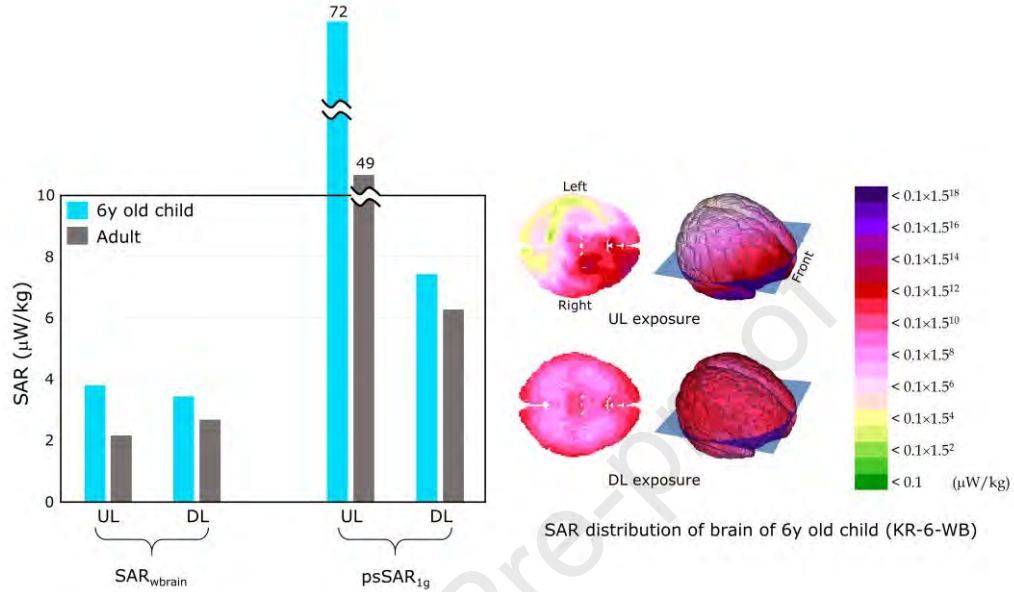 72
49
10
8
6
4
2
0
SAR (μW/kg)
6y old child
Adult
UL
DL
UL
DL
SARwbrain
psSAR1g
Left
Right
Front
UL exposure
DL exposure
< 0.1×1.5¹⁸
< 0.1×1.5¹⁶
< 0.1×1.5¹⁴
< 0.1×1.5¹²
< 0.1×1.5¹⁰
< 0.1×1.5⁸
< 0.1×1.5⁶
< 0.1×1.5⁴
< 0.1×1.5²
< 0.1 (μW/kg)
SAR distribution of brain of 6y old child (KR-6-WB)
Pre-proof